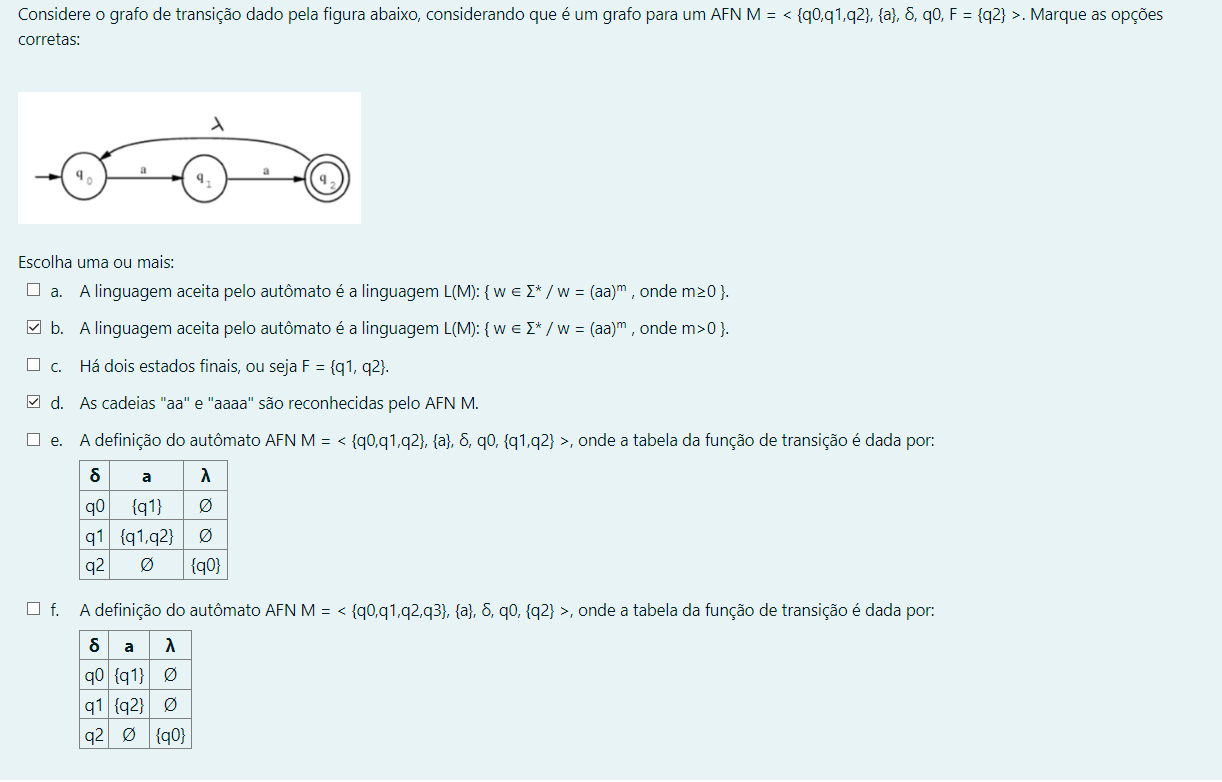 Considere o grafo de transição dado pela figura abaixo, considerando que é um grafo para um AFN M = < {q0,q1,q2}, {a}, δ, q0, F = {q2} >. Marque as opções
corretas:
λ
q0 a q1 a q2
Escolha uma ou mais:
a. A linguagem aceita pelo autômato é a linguagem L(M): { w ∈ Σ* / w = (aa)ᵐ , onde m≥0 }.
b. A linguagem aceita pelo autômato é a linguagem L(M): { w ∈ Σ* / w = (aa)ᵐ , onde m>0 }.
c. Há dois estados finais, ou seja F = {q1, q2}.
d. As cadeias "aa" e "aaaa" são reconhecidas pelo AFN M.
e. A definição do autômato AFN M = < {q0,q1,q2}, {a}, δ, q0, {q1,q2} >, onde a tabela da função de transição é dada por:
δ a λ
q0 {q1} Ø
q1 {q1,q2} Ø
q2 Ø {q0}
f. A definição do autômato AFN M = < {q0,q1,q2,q3}, {a}, δ, q0, {q2} >, onde a tabela da função de transição é dada por:
δ a λ
q0 {q1} Ø
q1 {q2} Ø
q2 Ø {q0}